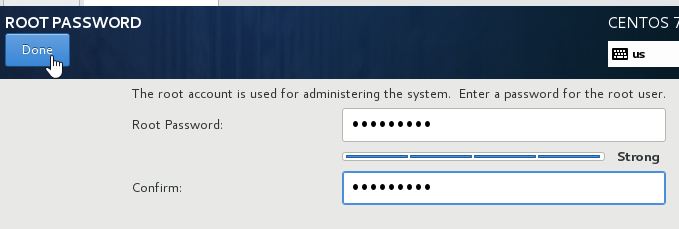 ROOT PASSWORD
CENTOS 7
Done
us
The root account is used for administering the system. Enter a password for the root user.
Root Password: •••••••••
Strong
Confirm: •••••••••